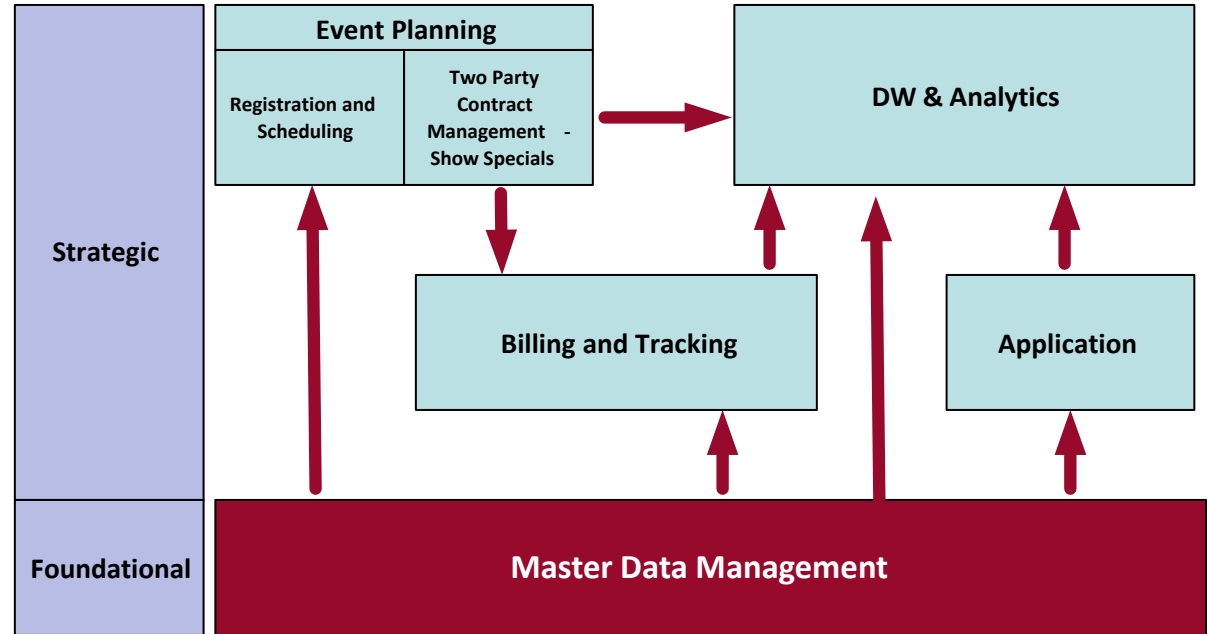 Event Planning
Registration and
Scheduling
Two Party
Contract
Management -
Show Specials
DW & Analytics
Strategic
Billing and Tracking
Application
Foundational
Master Data Management